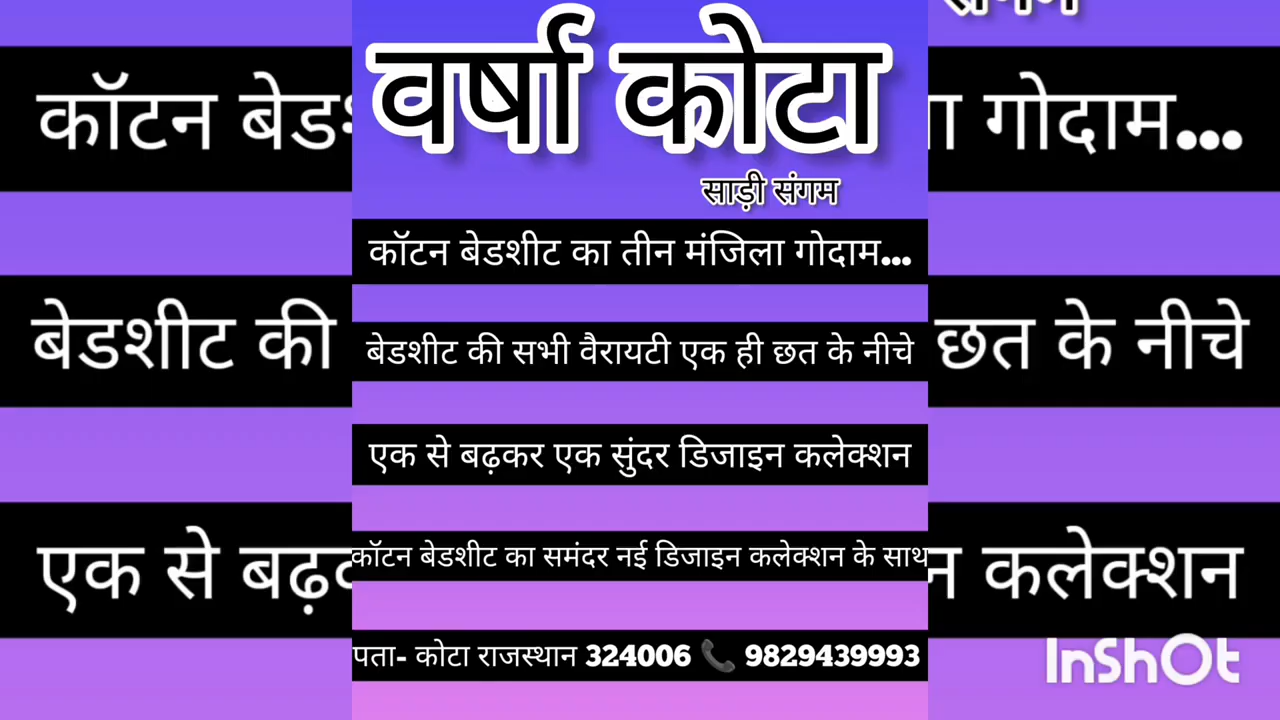 वर्षा कोटा
साड़ी संगम
कॉटन बेडशीट का तीन मंजिला गोदाम...
बेडशीट की सभी वैरायटी एक ही छत के नीचे
एक से बढ़कर एक सुंदर डिजाइन कलेक्शन
कॉटन बेडशीट का समंदर नई डिजाइन कलेक्शन के साथ
पता- कोटा राजस्थान 324006 📞 9829439993
InShOt